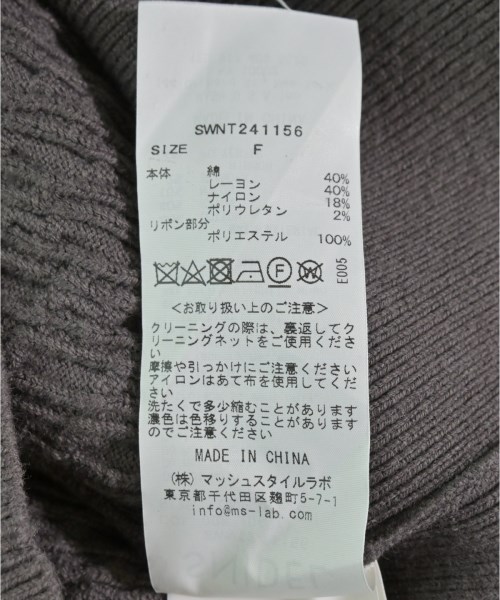 SWNT241156
SIZE F
本体 綿 40%
レーヨン 40%
ナイロン 18%
ポリウレタン 2%
リボン部分
ポリエステル 100%
F W E005
<お取り扱い上のご注意>
クリーニングの際は、裏返してク
リーニングネットをご使用くださ
い
摩擦や引っかけにご注意ください
アイロンはあて布を使用してくだ
さい
洗たくで多少縮むことがあります
濃色は色移りすることがあります
のでご注意ください
MADE IN CHINA
(株) マッシュスタイルラボ
東京都千代田区麹町5-7-1
info@ms-lab.com